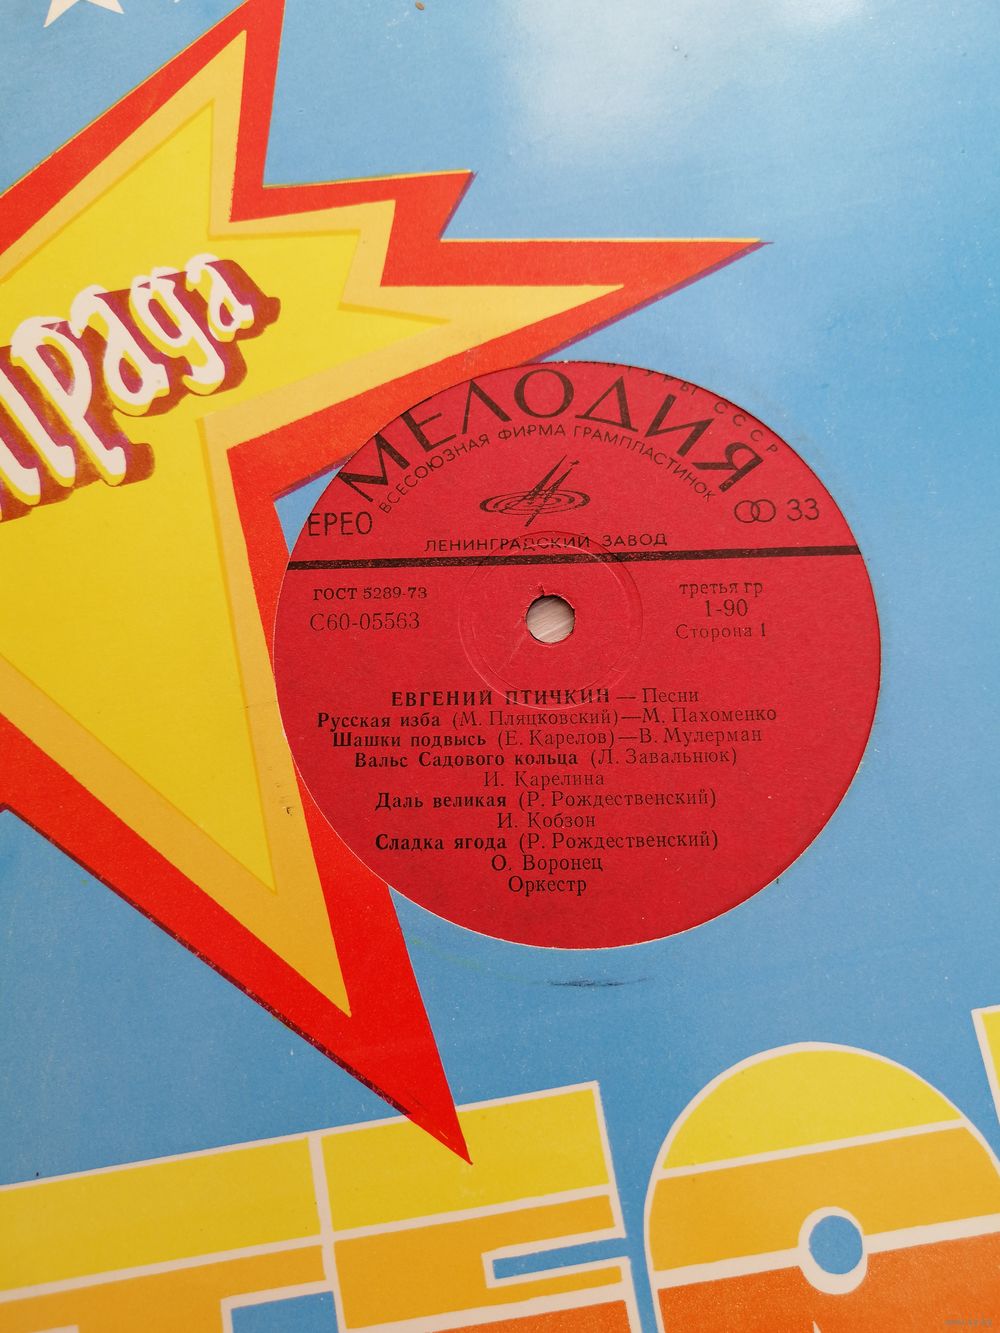 МЕЛОДИЯ
ВСЕСОЮЗНАЯ ФИРМА ГРАМПЛАСТИНОК
СССР
ЕРЕО
33
ЛЕНИНГРАДСКИЙ ЗАВОД
ГОСТ 5289-73
третья гр
С60-05563
1-90
Сторона 1
ЕВГЕНИЙ ПТИЧКИН — Песни
Русская изба (М. Пляцковский)—М. Пахоменко
Шашки подвысь (Е. Карелов)—В. Мулерман
Вальс Садового кольца (Л. Завальнюк)
И. Карелина
Даль великая (Р. Рождественский)
И. Кобзон
Сладка ягода (Р. Рождественский)
О. Воронец
Оркестр